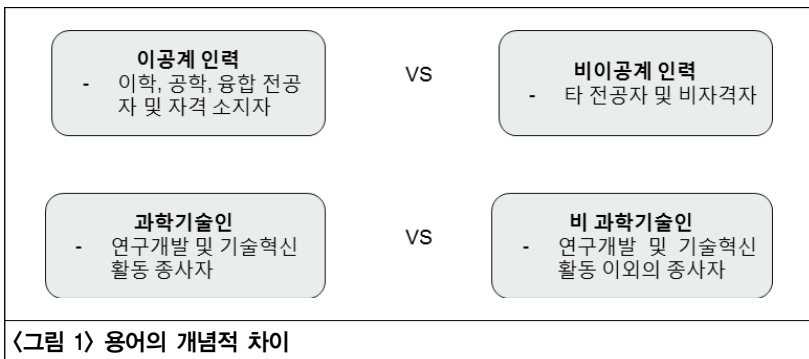 이공계 인력
- 이학, 공학, 융합 전공
자 및 자격 소지자
VS
비이공계 인력
- 타 전공자 및 비자격자
과학기술인
- 연구개발 및 기술혁신
활동 종사자
VS
비 과학기술인
- 연구개발 및 기술혁신
활동 이외의 종사자
〈그림 1〉 용어의 개념적 차이